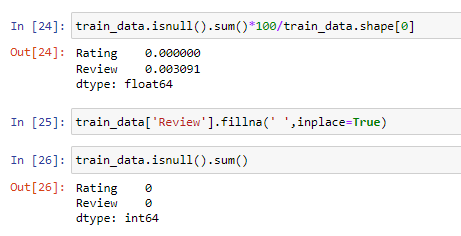 In [24]: train_data.isnull().sum()*100/train_data.shape[0]
Out[24]: Rating    0.000000
Review    0.003091
dtype: float64
In [25]: train_data['Review'].fillna(' ',inplace=True)
In [26]: train_data.isnull().sum()
Out[26]: Rating    0
Review    0
dtype: int64